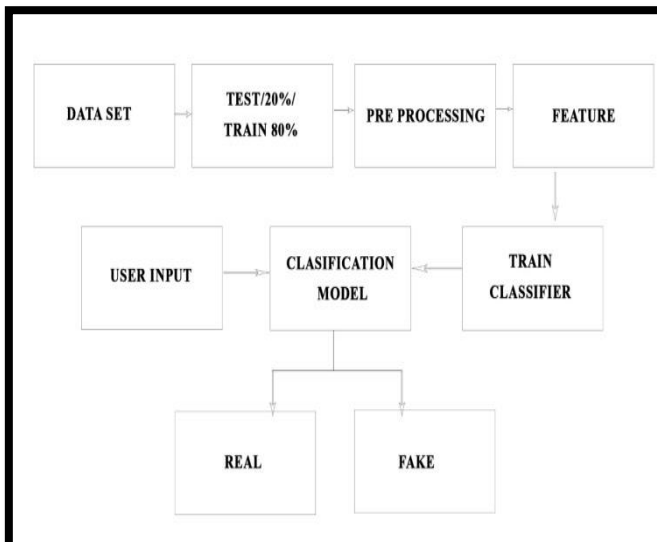 DATA SET
TEST/20%/
TRAIN 80%
PRE PROCESSING
FEATURE
USER INPUT
CLASIFICATION
MODEL
TRAIN
CLASSIFIER
REAL
FAKE